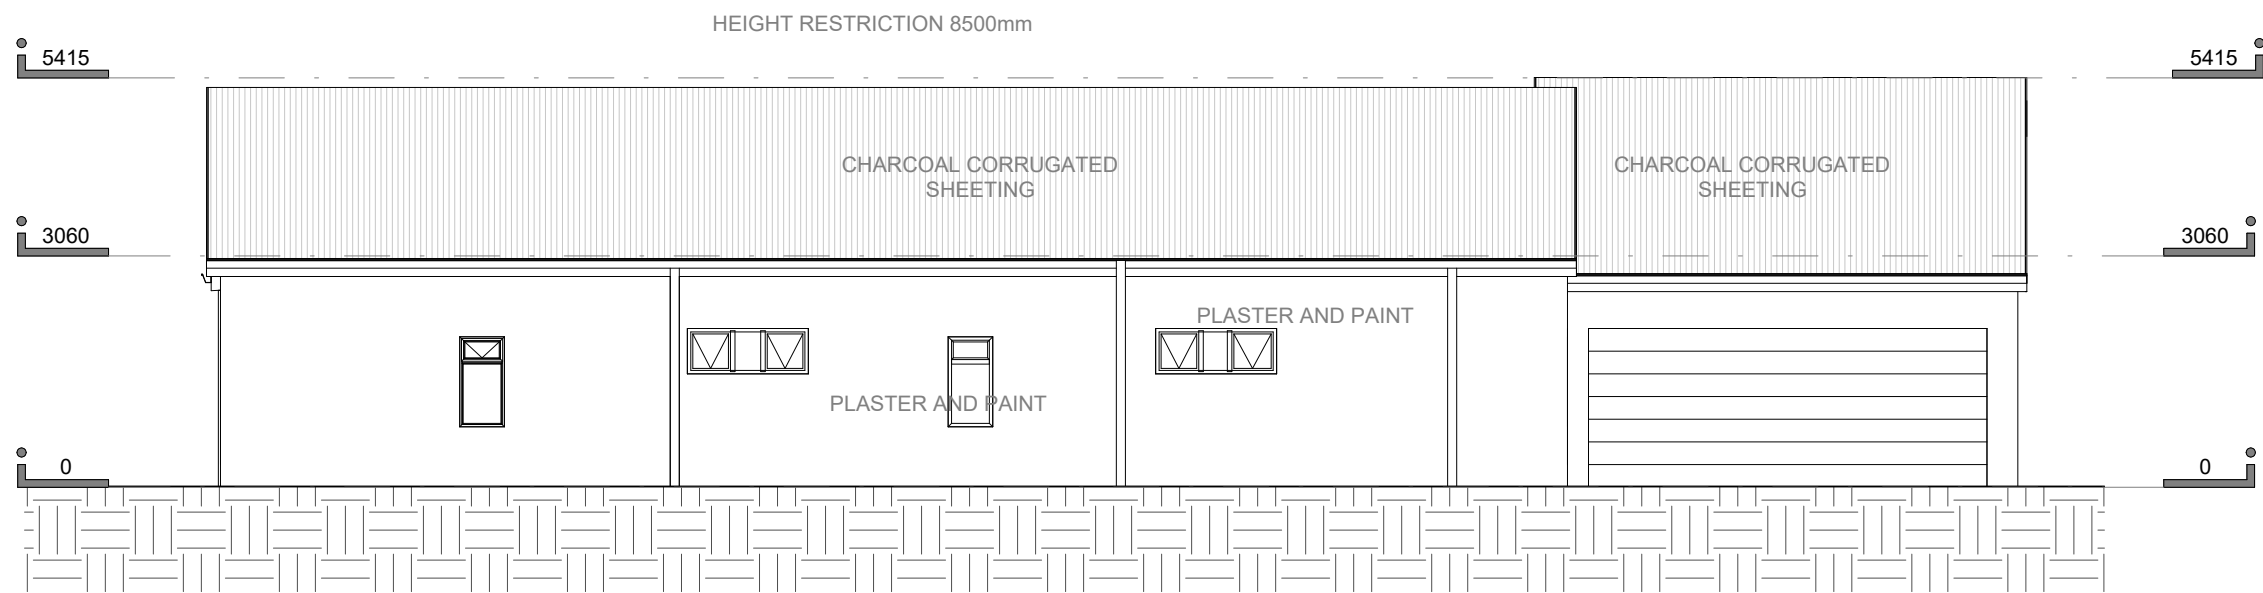 HEIGHT RESTRICTION 8500mm
5415
5415
CHARCOAL CORRUGATED
SHEETING
CHARCOAL CORRUGATED
SHEETING
3060
3060
PLASTER AND PAINT
PLASTER AND PAINT
0
0